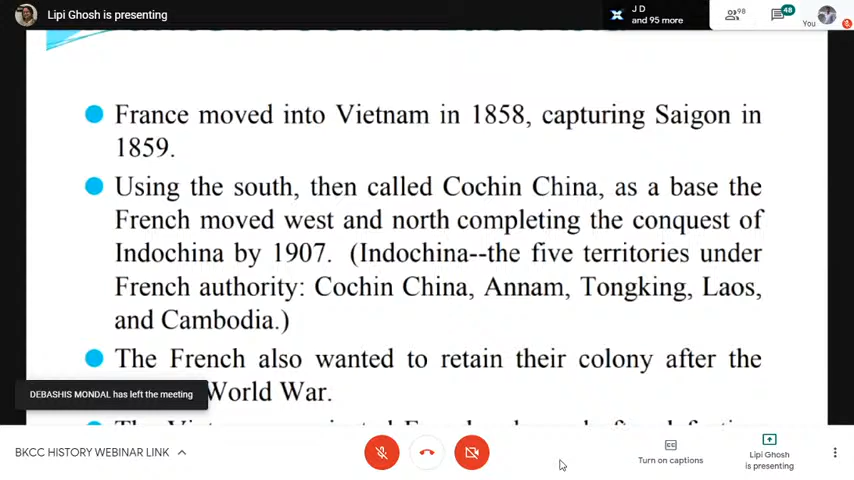 Lipi Ghosh is presenting
J D
and 95 more
98
48
You
France moved into Vietnam in 1858, capturing Saigon in
1859.
Using the south, then called Cochin China, as a base the
French moved west and north completing the conquest of
Indochina by 1907. (Indochina--the five territories under
French authority: Cochin China, Annam, Tongking, Laos,
and Cambodia.)
The French also wanted to retain their colony after the
World War.
DEBASHIS MONDAL has left the meeting
BKCC HISTORY WEBINAR LINK
CC
Turn on captions
Lipi Ghosh
is presenting